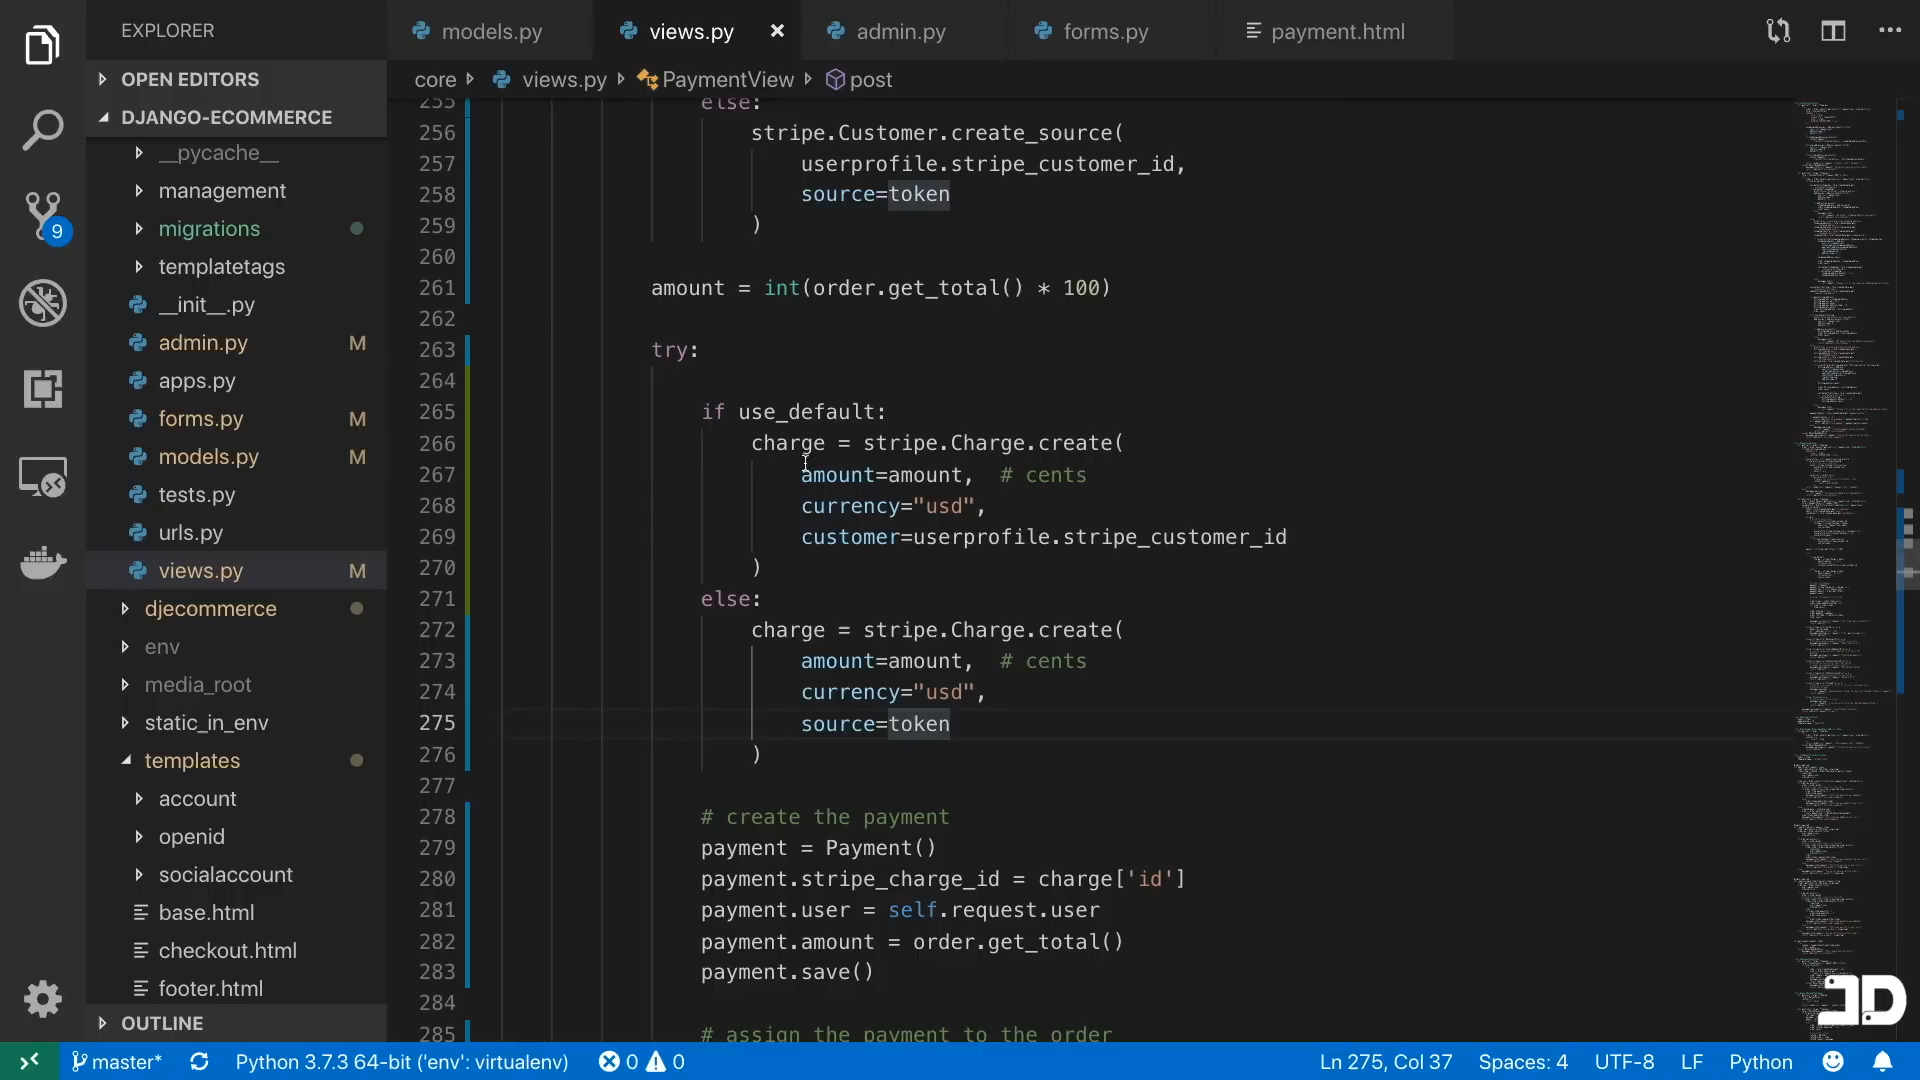 EXPLORER
models.py
views.py
admin.py
forms.py
payment.html
OPEN EDITORS
DJANGO-ECOMMERCE
__pycache__
management
migrations
templatetags
__init__.py
admin.py M
apps.py
forms.py M
models.py M
tests.py
urls.py
views.py M
djecommerce
env
media_root
static_in_env
templates
account
openid
socialaccount
base.html
checkout.html
footer.html
OUTLINE
9
core views.py PaymentView post
255 else:
256 stripe.Customer.create_source(
257 userprofile.stripe_customer_id,
258 source=token
259 )
260
261 amount = int(order.get_total() * 100)
262
263 try:
264
265 if use_default:
266 charge = stripe.Charge.create(
267 amount=amount,  # cents
268 currency="usd",
269 customer=userprofile.stripe_customer_id
270 )
271 else:
272 charge = stripe.Charge.create(
273 amount=amount,  # cents
274 currency="usd",
275 source=token
276 )
277
278 # create the payment
279 payment = Payment()
280 payment.stripe_charge_id = charge['id']
281 payment.user = self.request.user
282 payment.amount = order.get_total()
283 payment.save()
284
285 # assign the payment to the order
JD
master* Python 3.7.3 64-bit ('env': virtualenv) 0 0 Ln 275, Col 37 Spaces: 4 UTF-8 LF Python